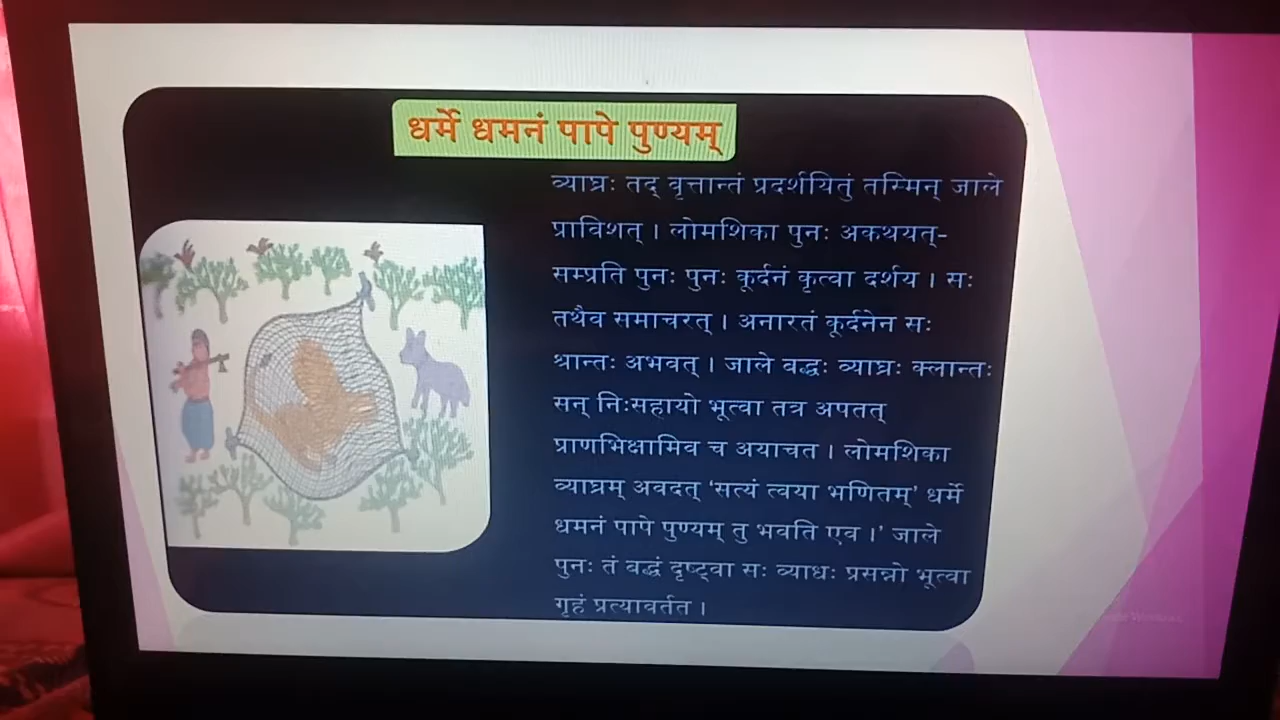 धर्मे धमनं पापे पुण्यम्
व्याघ्रः तद् वृत्तान्तं प्रदर्शयितुं तस्मिन् जाले
प्राविशत् । लोमशिका पुनः अकथयत्-
सम्प्रति पुनः पुनः कूर्दनं कृत्वा दर्शय । सः
तथैव समाचरत् । अनारतं कूर्दनेन सः
श्रान्तः अभवत् । जाले बद्धः व्याघ्रः क्लान्तः
सन् निःसहायो भूत्वा तत्र अपतत्
प्राणभिक्षामिव च अयाचत । लोमशिका
व्याघ्रम् अवदत् ‘सत्यं त्वया भणितम्’ धर्मे
धमनं पापे पुण्यम् तु भवति एव ।’ जाले
पुनः तं बद्धं दृष्ट्वा सः व्याधः प्रसन्नो भूत्वा
गृहं प्रत्यावर्तत ।